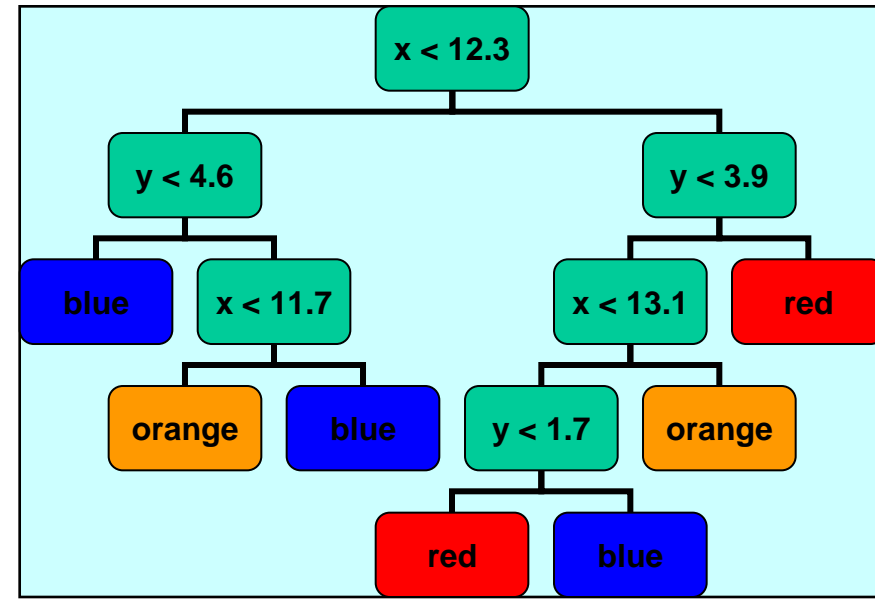 x < 12.3
y < 4.6
y < 3.9
blue
x < 11.7
x < 13.1
red
orange
blue
y < 1.7
orange
red
blue